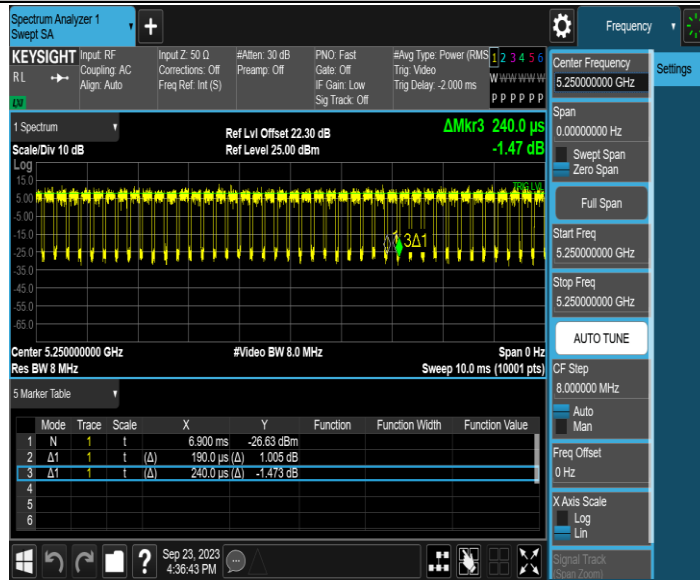 Spectrum Analyzer 1
Swept SA
Frequency
KEYSIGHT
RL
LXI
Input: RF
Coupling: AC
Align: Auto
Input Z: 50 Ω
Corrections: Off
Freq Ref: Int (S)
#Atten: 30 dB
Preamp: Off
PNO: Fast
Gate: Off
IF Gain: Low
Sig Track: Off
#Avg Type: Power (RMS
Trig: Video
Trig Delay: -2.000 ms
1 2 3 4 5 6
W W W W W W
P P P P P P
Center Frequency
5.250000000 GHz
Settings
Span
0.00000000 Hz
Swept Span
Zero Span
Full Span
Start Freq
5.250000000 GHz
Stop Freq
5.250000000 GHz
AUTO TUNE
CF Step
8.000000 MHz
Auto
Man
Freq Offset
0 Hz
X Axis Scale
Log
Lin
Signal Track
(Span Zoom)
1 Spectrum
Scale/Div 10 dB
Ref Lvl Offset 22.30 dB
Ref Level 25.00 dBm
ΔMkr3 240.0 µs
-1.47 dB
Log
15.0
5.00
-5.00
-15.0
-25.0
-35.0
-45.0
-55.0
-65.0
TRIG LVL
3Δ1
Center 5.250000000 GHz
Res BW 8 MHz
#Video BW 8.0 MHz
Span 0 Hz
Sweep 10.0 ms (10001 pts)
5 Marker Table
Mode Trace Scale X Y Function Function Width Function Value
1 N 1 t 6.900 ms -26.63 dBm
2 Δ1 1 t (Δ) 190.0 µs (Δ) 1.005 dB
3 Δ1 1 t (Δ) 240.0 µs (Δ) -1.473 dB
4
5
6
?
Sep 23, 2023
4:36:43 PM